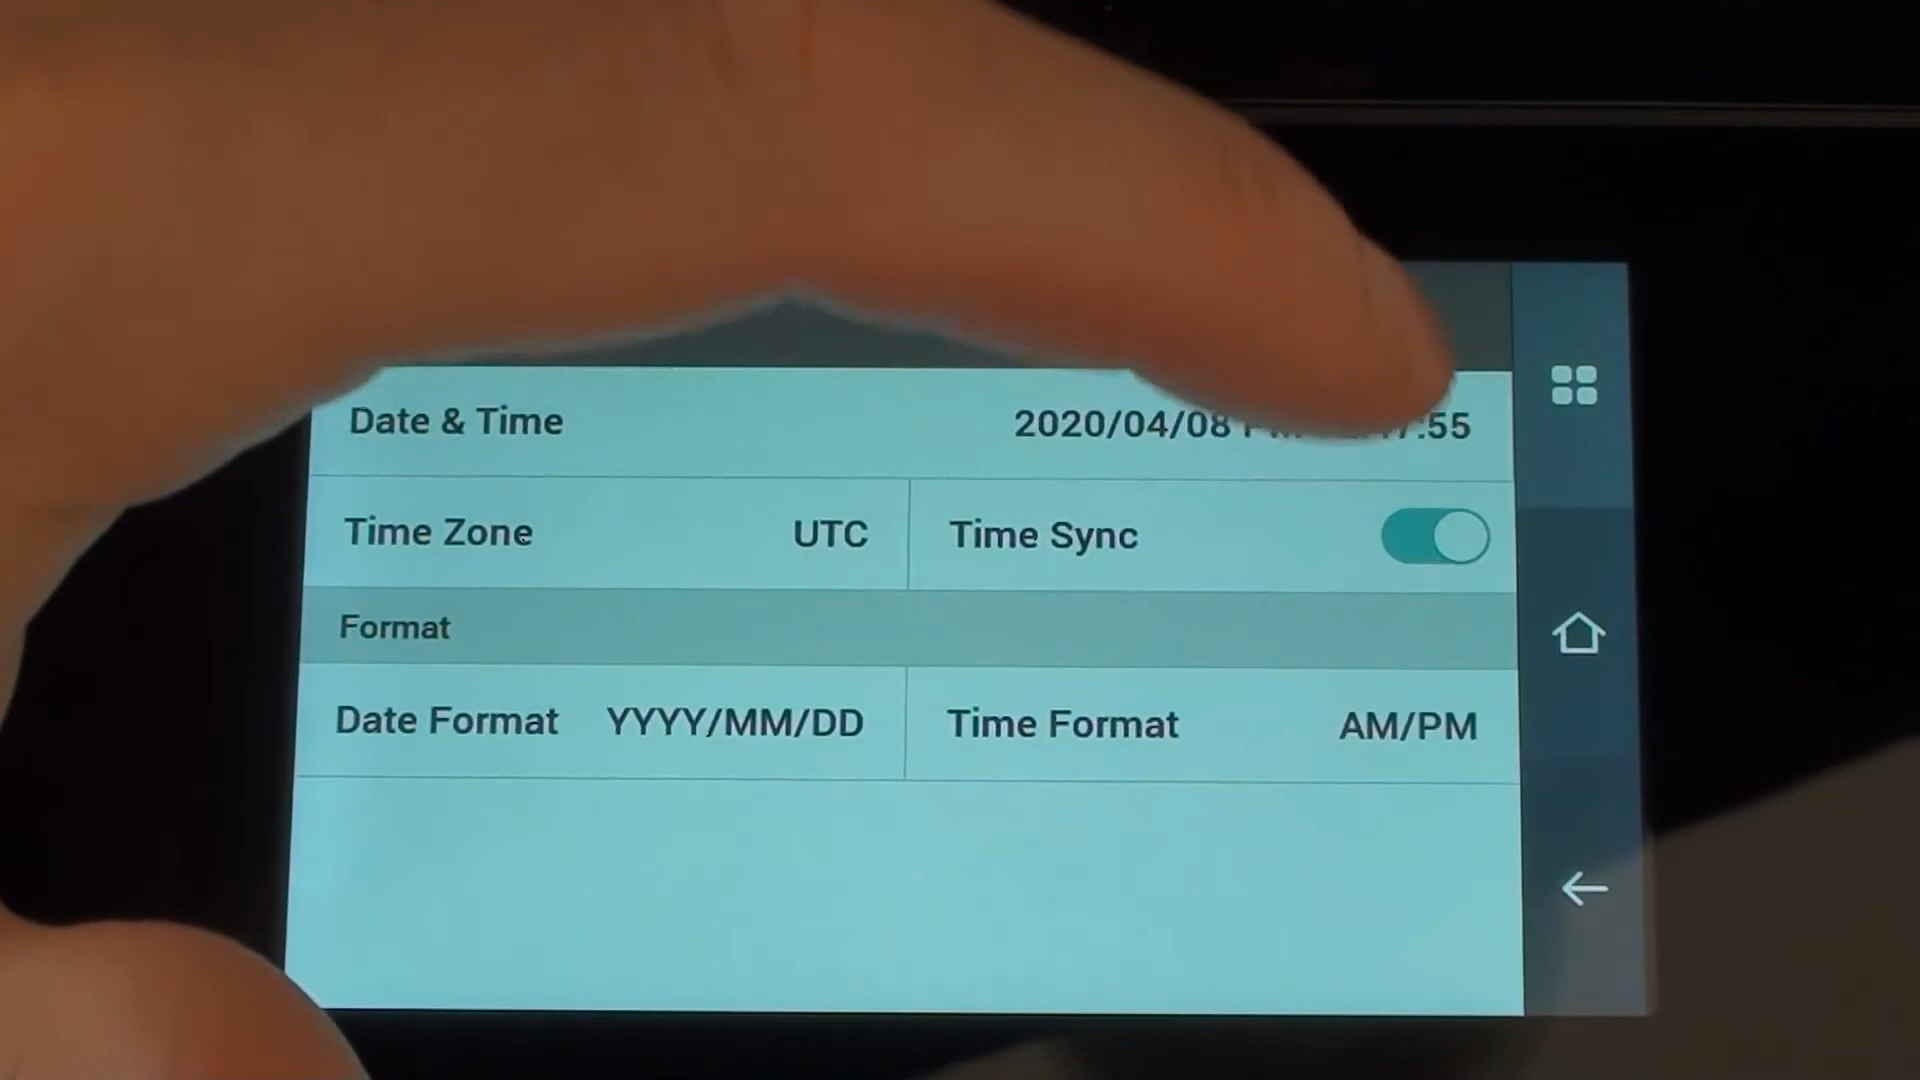 Date & Time 2020/04/08 :55
Time Zone UTC Time Sync
Format
Date Format YYYY/MM/DD Time Format AM/PM